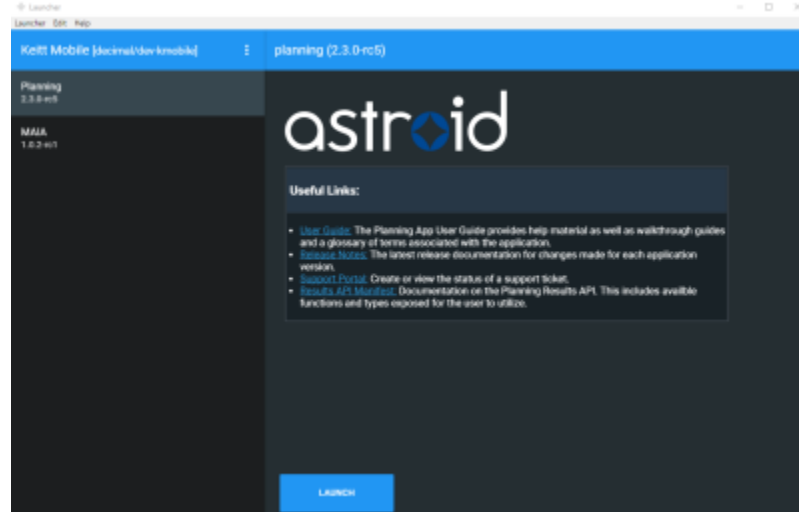 Launcher
Launcher Edit Help
Keitt Mobile [decimal/dev-kmobile]
planning (2.3.0-rc5)
Planning
2.3.0-rc5
MAIA
1.0.2-rc1
astroid
Useful Links:
• User Guide: The Planning App User Guide provides help material as well as walkthrough guides
and a glossary of terms associated with the application.
• Release Notes: The latest release documentation for changes made for each application
version.
• Support Portal: Create or view the status of a support ticket.
• Results API Manifest: Documentation on the Planning Results API. This includes availble
functions and types exposed for the user to utilize.
LAUNCH